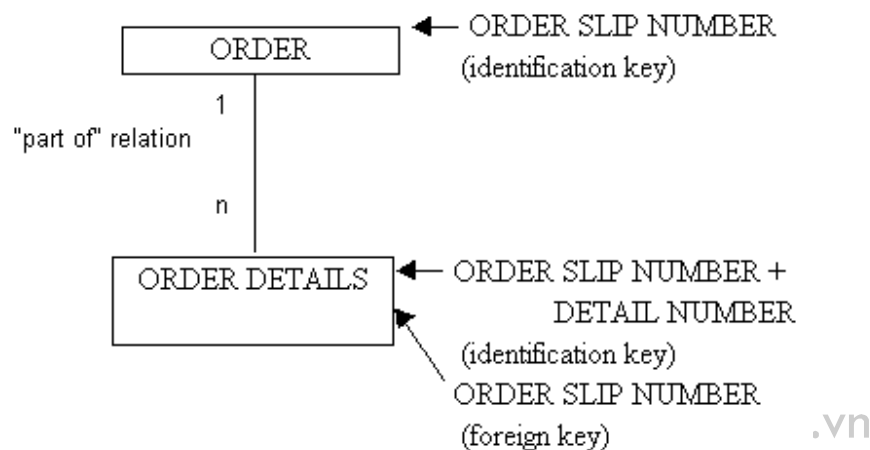 ORDER
ORDER SLIP NUMBER
(identification key)
1
"part of" relation
n
ORDER DETAILS
ORDER SLIP NUMBER +
DETAIL NUMBER
(identification key)
ORDER SLIP NUMBER
(foreign key)
.vn